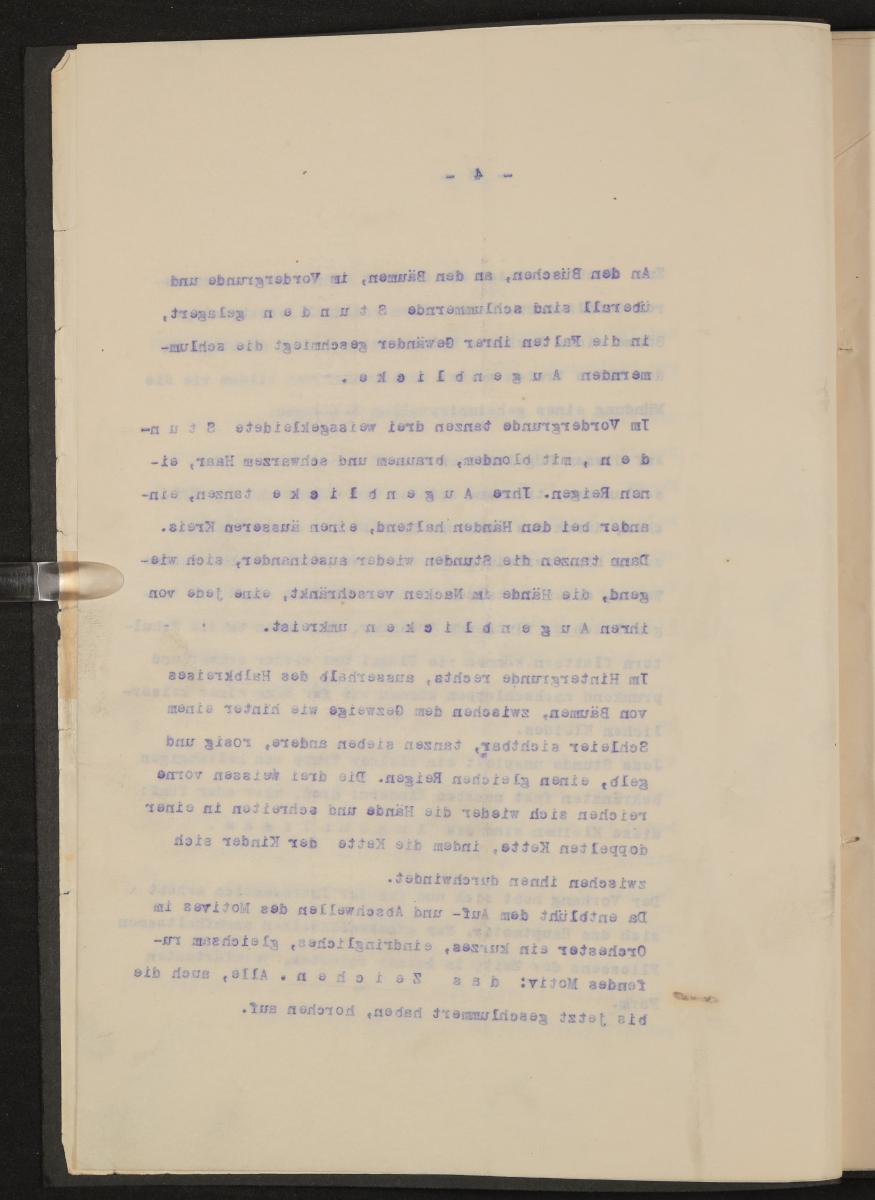 - 4 -
An den Büschen, an den Bäumen, im Vordergrunde und
überall sind schlummernde S t u n d e n gelagert,
in die Falten ihrer Gewänder geschmiegt die schlum-
mernden A u g e n b l i c k e .
Im Vordergrunde tanzen drei weissgekleidete S t u n-
d e n , mit blondem, braunem und schwarzem Haar, ei-
nen Reigen. Ihre A u g e n b l i c k e tanzen, ein-
ander bei den Händen haltend, einen äusseren Kreis.
Dann tanzen die Stunden wieder auseinander, sich wie-
gend, die Hände im Nacken verschränkt, eine jede von
ihren A u g e n b l i c k e n umkreist.
Im Hintergrunde rechts, ausserhalb des Halbkreises
von Bäumen, zwischen dem Gezweige wie hinter einem
Schleier sichtbar, tanzen sieben andere, rosig und
gelb, einen gleichen Reigen. Die drei Weissen vorne
reichen sich wieder die Hände und schreiten in einer
doppelten Kette, indem die Kette der Kinder sich
zwischen ihnen durchwindet.
Da entblüht dem Auf- und Abschwellen des Motives im
Orchester ein kurzes, eindringliches, gleichsam ru-
fendes Motiv: d a s Z e i c h e n . Alle, auch die
bis jetzt geschlummert haben, horchen auf.